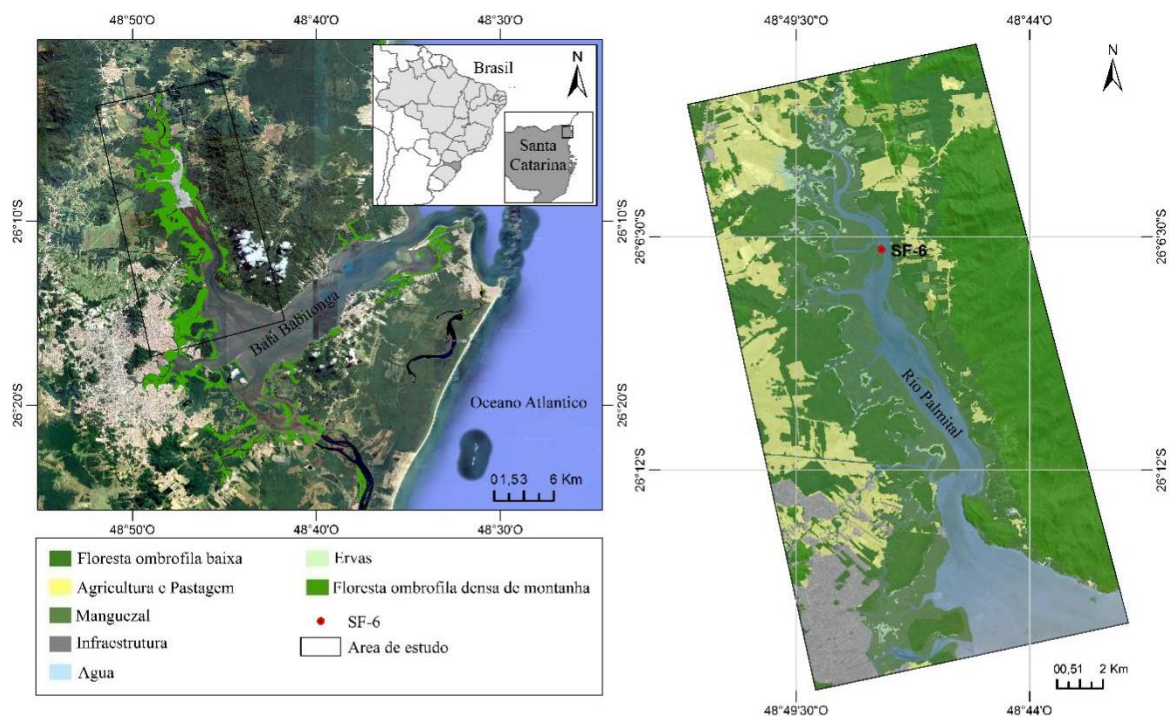 48°50'O
48°40'O
48°30'O
N
Brasil
Santa
Catarina
26°10'S
26°10'S
Baía Babitonga
26°20'S
26°20'S
Oceano Atlantico
01,53 6 Km
48°50'O
48°40'O
48°30'O
Floresta ombrofila baixa
Agricultura e Pastagem
Manguezal
Infraestrutura
Agua
Ervas
Floresta ombrofila densa de montanha
SF-6
Area de estudo
48°49'30"O
48°44'O
N
26°6'30"S
26°6'30"S
SF-6
Rio Palmital
26°12'S
26°12'S
00,51 2 Km
48°49'30"O
48°44'O